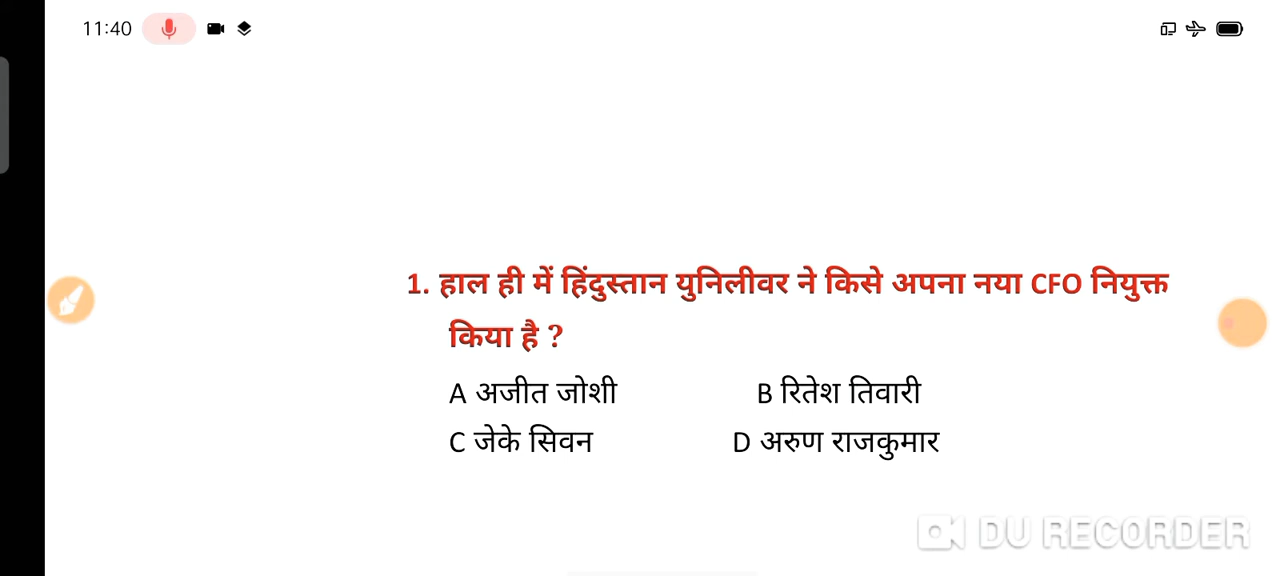 11:40
1. हाल ही में हिंदुस्तान युनिलीवर ने किसे अपना नया CFO नियुक्त
किया है ?
A अजीत जोशी B रितेश तिवारी
C जेके सिवन D अरुण राजकुमार
DU RECORDER